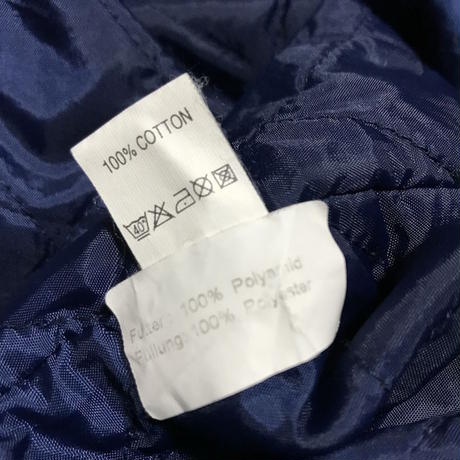 100% COTTON
40°
Futter: 100% Polyamid
Füllung: 100% Polyester